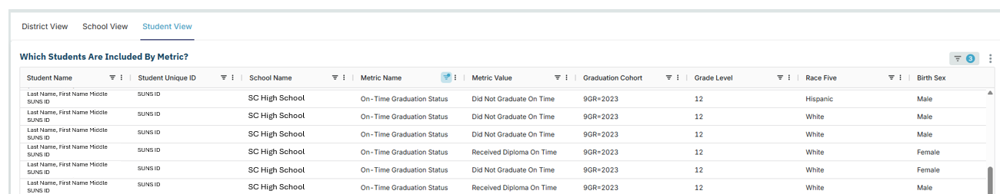 District View School View Student View
Which Students Are Included By Metric?
3
Student Name Student Unique ID School Name Metric Name Metric Value Graduation Cohort Grade Level Race Five Birth Sex
Last Name, First Name Middle SUNS ID SC High School On-Time Graduation Status Did Not Graduate On Time 9GR=2023 12 Hispanic Male
SUNS ID
Last Name, First Name Middle SUNS ID SC High School On-Time Graduation Status Did Not Graduate On Time 9GR=2023 12 White Male
SUNS ID
Last Name, First Name Middle SUNS ID SC High School On-Time Graduation Status Did Not Graduate On Time 9GR=2023 12 White Male
SUNS ID
Last Name, First Name Middle SUNS ID SC High School On-Time Graduation Status Received Diploma On Time 9GR=2023 12 White Female
SUNS ID
Last Name, First Name Middle SUNS ID SC High School On-Time Graduation Status Did Not Graduate On Time 9GR=2023 12 White Female
SUNS ID
Last Name, First Name Middle SUNS ID SC High School On-Time Graduation Status Received Diploma On Time 9GR=2023 12 White Male
SUNS ID